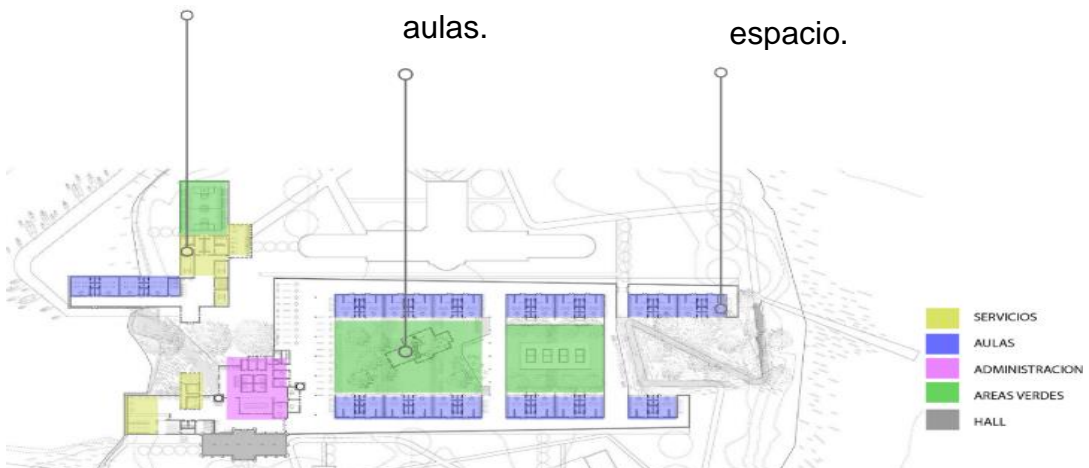 aulas.
espacio.
SERVICIOS
AULAS
ADMINISTRACION
AREAS VERDES
HALL